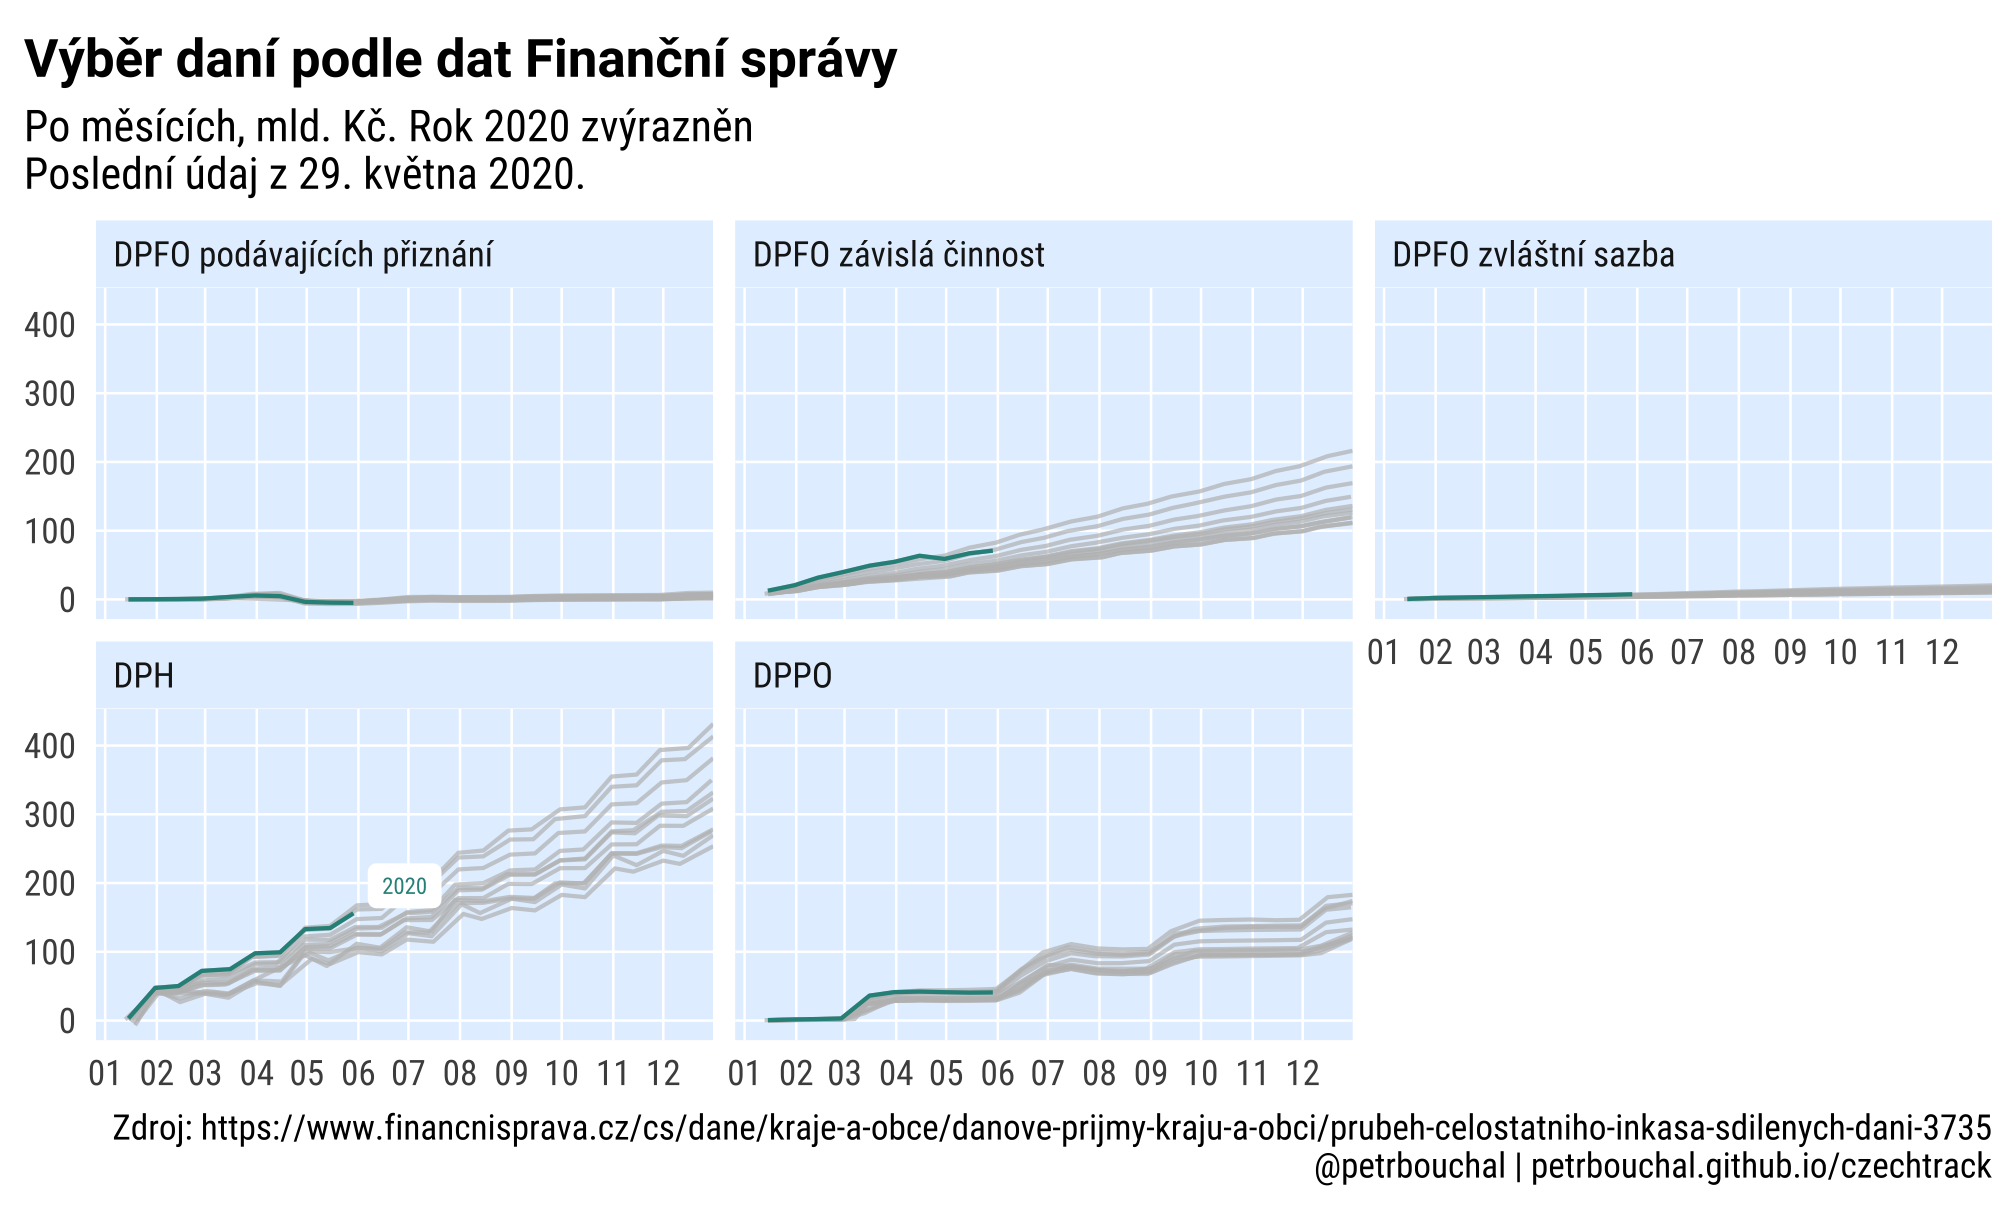 Výběr daní podle dat Finanční správy
Po měsících, mld. Kč. Rok 2020 zvýrazněn
Poslední údaj z 29. května 2020.
DPFO podávajících přiznání
DPFO závislá činnost
DPFO zvláštní sazba
400
300
200
100
0
01 02 03 04 05 06 07 08 09 10 11 12
DPH
DPPO
400
300
200
100
0
2020
01 02 03 04 05 06 07 08 09 10 11 12
01 02 03 04 05 06 07 08 09 10 11 12
Zdroj: https://www.financnisprava.cz/cs/dane/kraje-a-obce/danove-prijmy-kraju-a-obci/prubeh-celostatniho-inkasa-sdilenych-dani-3735
@petrbouchal | petrbouchal.github.io/czechtrack